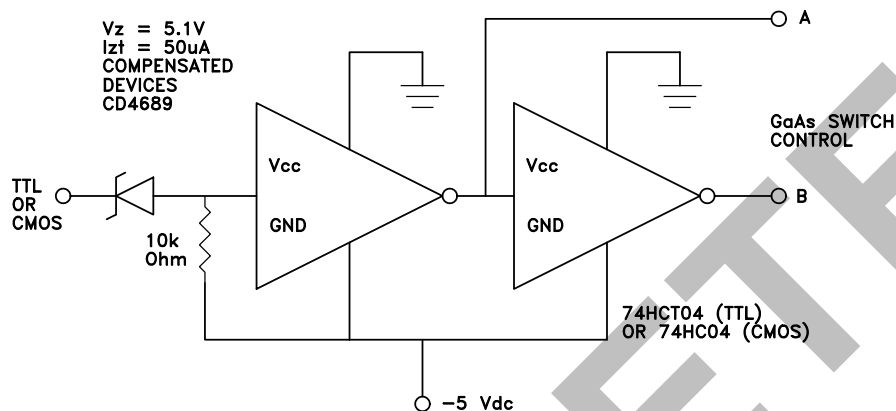 Vz = 5.1V
Izt = 50uA
COMPENSATED
DEVICES
CD4689
A
GaAs SWITCH
CONTROL
Vcc
Vcc
TTL
OR
CMOS
B
GND
GND
10k
Ohm
74HCT04 (TTL)
OR 74HC04 (CMOS)
-5 Vdc